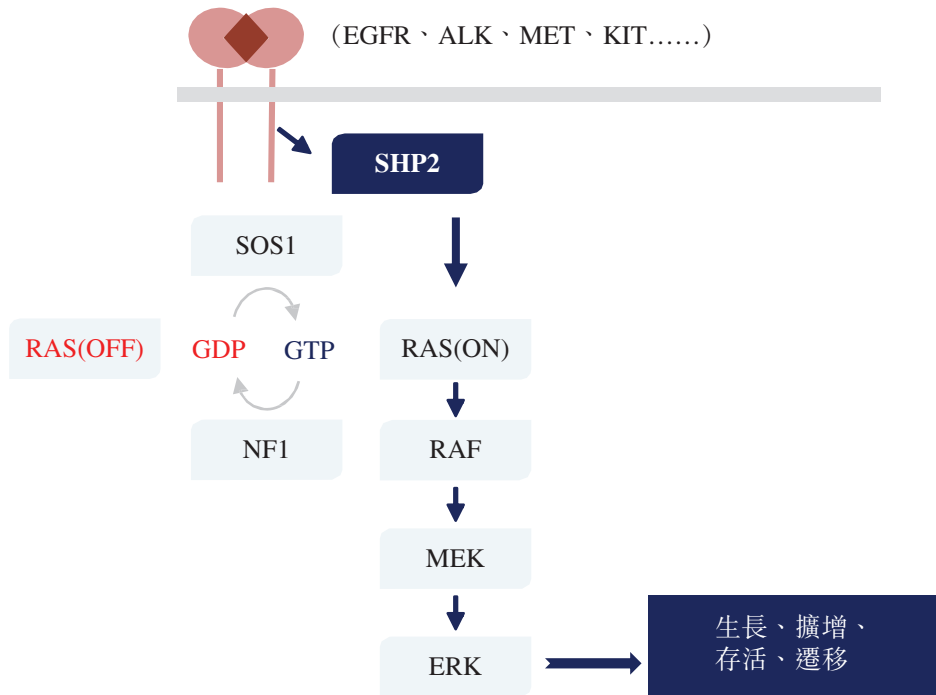 （EGFR、ALK、MET、KIT……）
SHP2
SOS1
RAS(OFF)
GDP
GTP
RAS(ON)
NF1
RAF
MEK
ERK
生長、擴增、
存活、遷移